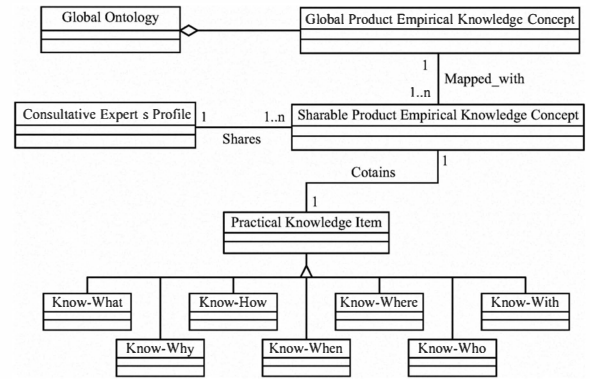 Global Ontology
Global Product Empirical Knowledge Concept
1
Mapped_with
1..n
Consultative Expert s Profile
1
1..n
Sharable Product Empirical Knowledge Concept
Shares
1
Cotains
1
Practical Knowledge Item
Know-What
Know-How
Know-Where
Know-With
Know-Why
Know-When
Know-Who